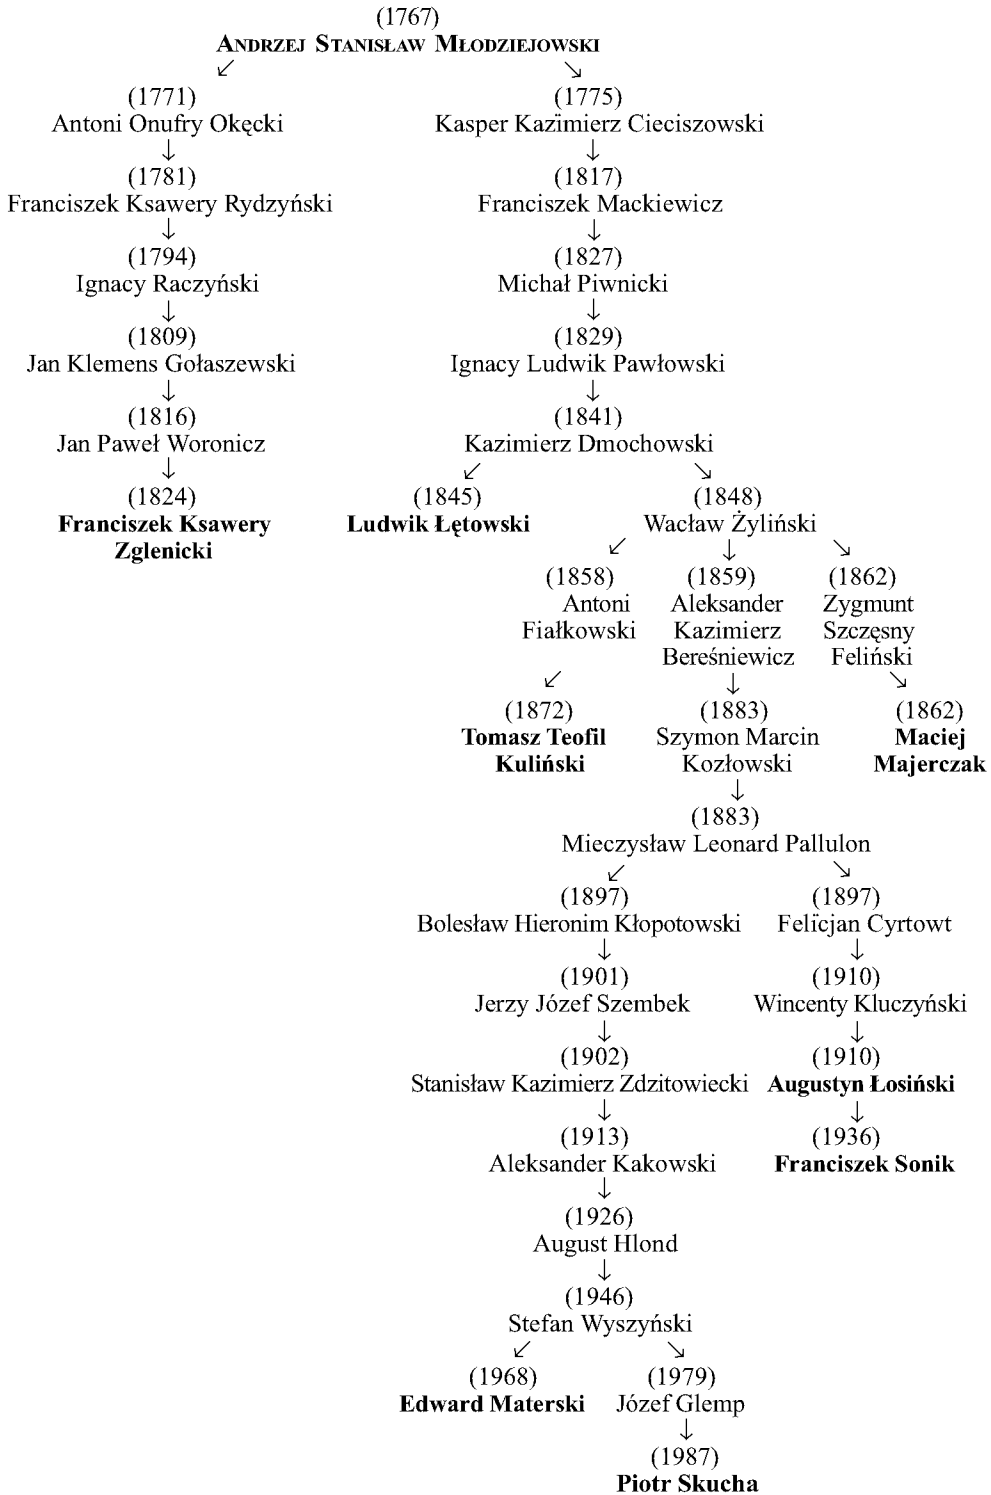 (1767)
ANDRZEJ STANISŁAW MŁODZIEJOWSKI
↙ ↘
(1771) (1775)
Antoni Onufry Okęcki Kasper Kazimierz Cieciszowski
↓ ↓
(1781) (1817)
Franciszek Ksawery Rydzyński Franciszek Mackiewicz
↓ ↓
(1794) (1827)
Ignacy Raczyński Michał Piwnicki
↓ ↓
(1809) (1829)
Jan Klemens Gołaszewski Ignacy Ludwik Pawłowski
↓ ↓
(1816) (1841)
Jan Paweł Woronicz Kazimierz Dmochowski
↓ ↙ ↘
(1824) (1845) (1848)
Franciszek Ksawery Ludwik Łętowski Wacław Żyliński
Zglenicki ↙ ↓ ↘
(1858) (1859) (1862)
Antoni Aleksander Zygmunt
Fiałkowski Kazimierz Szczęsny
Bereśniewicz Feliński
↙ ↓ ↘
(1872) (1883) (1862)
Tomasz Teofil Szymon Marcin Maciej
Kuliński Kozłowski Majerczak
↓
(1883)
Mieczysław Leonard Pallulon
↙ ↘
(1897) (1897)
Bolesław Hieronim Kłopotowski Felicjan Cyrtowt
↓ ↓
(1901) (1910)
Jerzy Józef Szembek Wincenty Kluczyński
↓ ↓
(1902) (1910)
Stanisław Kazimierz Zdzitowiecki Augustyn Łosiński
↓ ↓
(1913) (1936)
Aleksander Kakowski Franciszek Sonik
↓
(1926)
August Hlond
↓
(1946)
Stefan Wyszyński
↙ ↘
(1968) (1979)
Edward Materski Józef Glemp
↓
(1987)
Piotr Skucha